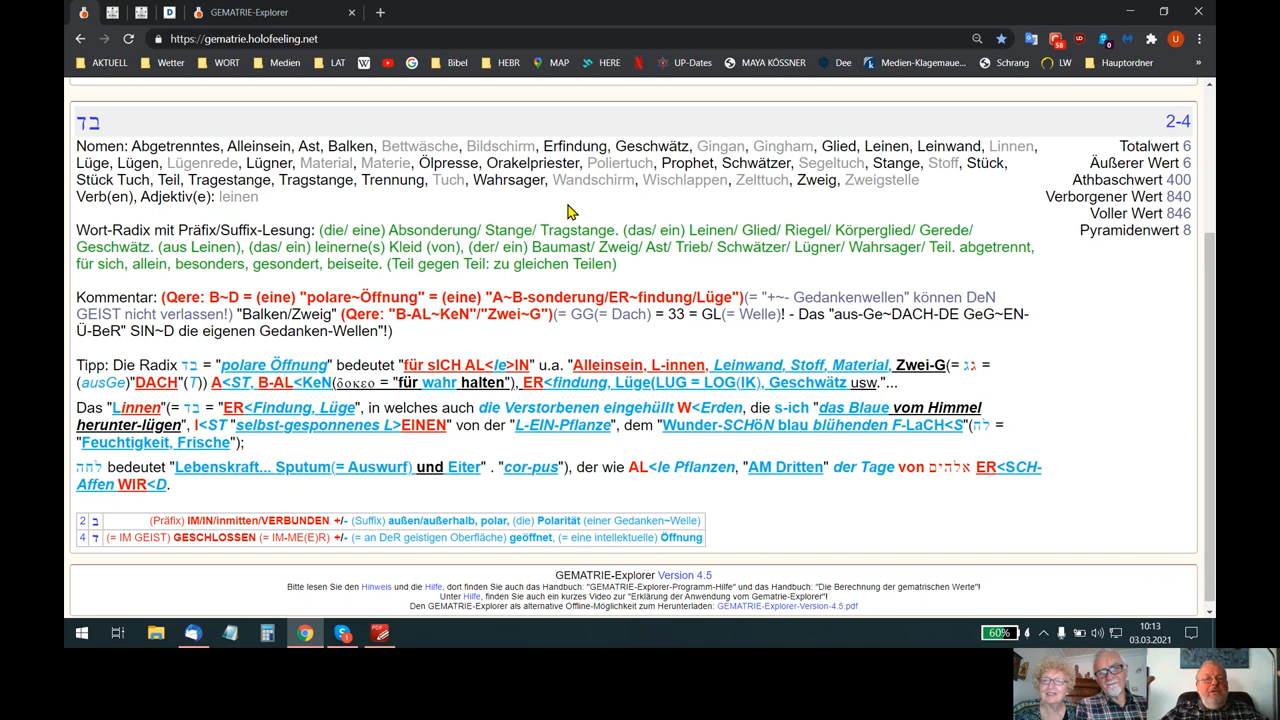 GEMATRIE-Explorer
https://gematrie.holofeeling.net
AKTUELL Wetter WORT Medien LAT Bibel HEBR MAP HERE UP-Dates MAYA KÖSSNER Dee Medien-Klagemaue... Schrang LW Hauptordner »
בד 2-4
Nomen: Abgetrenntes, Alleinsein, Ast, Balken, Bettwäsche, Bildschirm, Erfindung, Geschwätz, Gingan, Gingham, Glied, Leinen, Leinwand, Linnen,
Lüge, Lügen, Lügenrede, Lügner, Material, Materie, Ölpresse, Orakelpriester, Poliertuch, Prophet, Schwätzer, Segeltuch, Stange, Stoff, Stück,
Stück Tuch, Teil, Tragestange, Tragstange, Trennung, Tuch, Wahrsager, Wandschirm, Wischlappen, Zelttuch, Zweig, Zweigstelle
Verb(en), Adjektiv(e): leinen
Totalwert 6
Äußerer Wert 6
Athbaschwert 400
Verborgener Wert 840
Voller Wert 846
Pyramidenwert 8
Wort-Radix mit Präfix/Suffix-Lesung: (die/ eine) Absonderung/ Stange/ Tragstange. (das/ ein) Leinen/ Glied/ Riegel/ Körperglied/ Gerede/
Geschwätz. (aus Leinen), (das/ ein) leinerne(s) Kleid (von), (der/ ein) Baumast/ Zweig/ Ast/ Trieb/ Schwätzer/ Lügner/ Wahrsager/ Teil. abgetrennt,
für sich, allein, besonders, gesondert, beiseite. (Teil gegen Teil: zu gleichen Teilen)
Kommentar: (Qere: B~D = (eine) "polare~Öffnung" = (eine) "A~B-sonderung/ER~findung/Lüge")(= "+~- Gedankenwellen" können DeN
GEIST nicht verlassen!) "Balken/Zweig" (Qere: "B-AL~KeN"/"Zwei~G")(= GG(= Dach) = 33 = GL(= Welle)! - Das "aus-Ge~DACH-DE GeG~EN-
Ü-BeR" SIN~D die eigenen Gedanken-Wellen"!)
Tipp: Die Radix בד = "polare Öffnung" bedeutet "für sICH AL<le>IN" u.a. "Alleinsein, L-innen, Leinwand, Stoff, Material, Zwei-G(= גג =
(ausGe)"DACH"(T)) A<ST, B-AL<KeN(δοκεο = "für wahr halten"), ER<findung, Lüge(LUG = LOG(IK), Geschwätz usw."...
Das "Linnen"(= בד = "ER<Findung, Lüge", in welches auch die Verstorbenen eingehüllt W<Erden, die s-ich "das Blaue vom Himmel
herunter-lügen", I<ST "selbst-gesponnenes L>EINEN" von der "L-EIN-Pflanze", dem "Wunder-SCHöN blau blühenden F-LaCH<S"(לח =
"Feuchtigkeit, Frische");
לחה bedeutet "Lebenskraft... Sputum(= Auswurf) und Eiter" . "cor-pus"), der wie AL<le Pflanzen, "AM Dritten" der Tage von אלהים ER<SCH-
Affen WIR<D.
2 ב (Präfix) IM/IN/inmitten/VERBUNDEN +/- (Suffix) außen/außerhalb, polar, (die) Polarität (einer Gedanken~Welle)
4 ד (= IM GEIST) GESCHLOSSEN (= IM-ME(E)R) +/- (= an DeR geistigen Oberfläche) geöffnet, (= eine intellektuelle) Öffnung
GEMATRIE-Explorer Version 4.5
Bitte lesen Sie den Hinweis und die Hilfe, dort finden Sie auch das Handbuch: "GEMATRIE-Explorer-Programm-Hilfe" und das Handbuch: "Die Berechnung der gematrischen Werte"!
Unter Hilfe, finden Sie auch ein kurzes Video zur "Erklärung der Anwendung vom Gematrie-Explorer"!
Den GEMATRIE-Explorer als alternative Offline-Möglichkeit zum Herunterladen: GEMATRIE-Explorer-Version-4.5.pdf
60% 10:13
03.03.2021